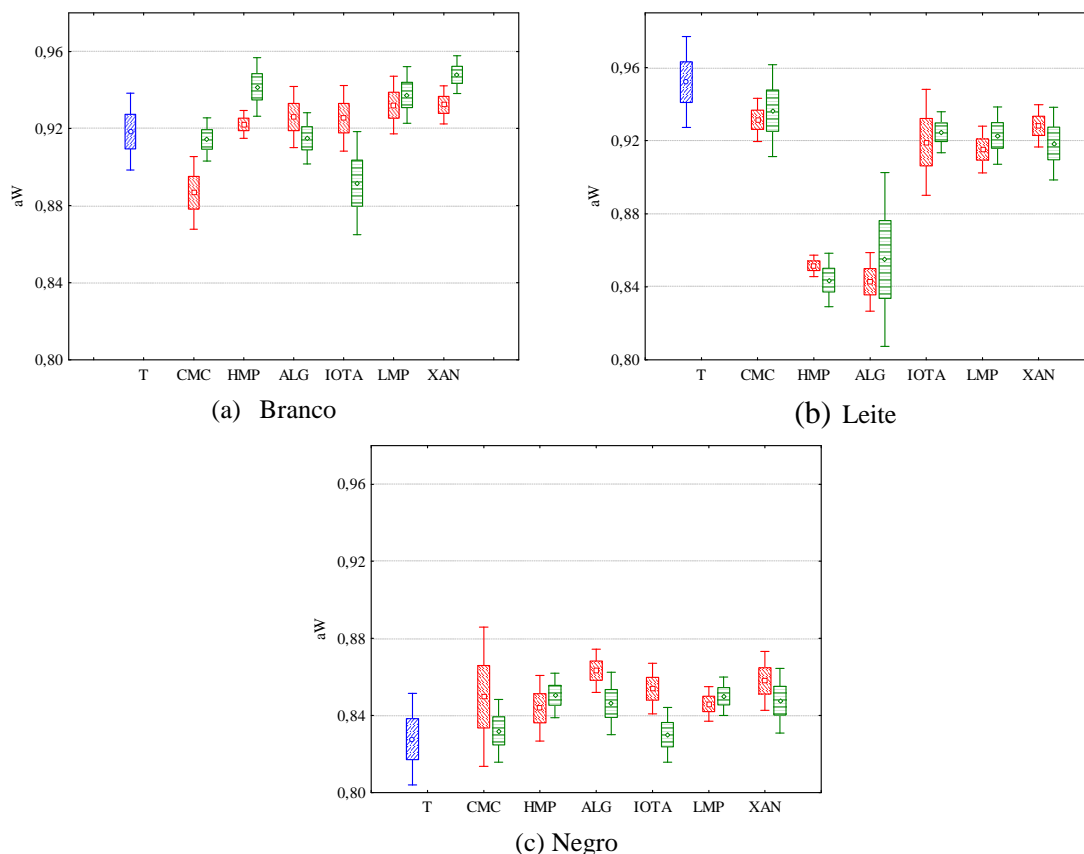 0,96
0,92
0,88
0,84
0,80
aW
T CMC HMP ALG IOTA LMP XAN
(a) Branco
0,96
0,92
0,88
0,84
0,80
aW
T CMC HMP ALG IOTA LMP XAN
(b) Leite
0,96
0,92
0,88
0,84
0,80
aW
T CMC HMP ALG IOTA LMP XAN
(c) Negro